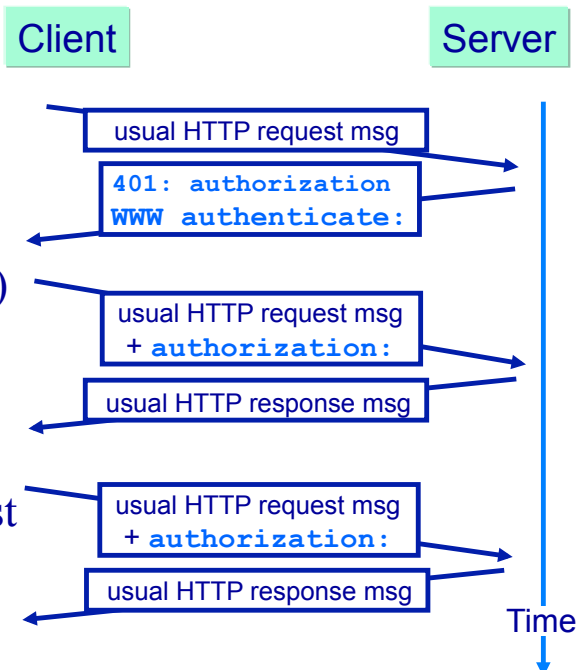 Client
Server
usual HTTP request msg
401: authorization
WWW authenticate:
)
usual HTTP request msg
+ authorization:
usual HTTP response msg
st
usual HTTP request msg
+ authorization:
usual HTTP response msg
Time